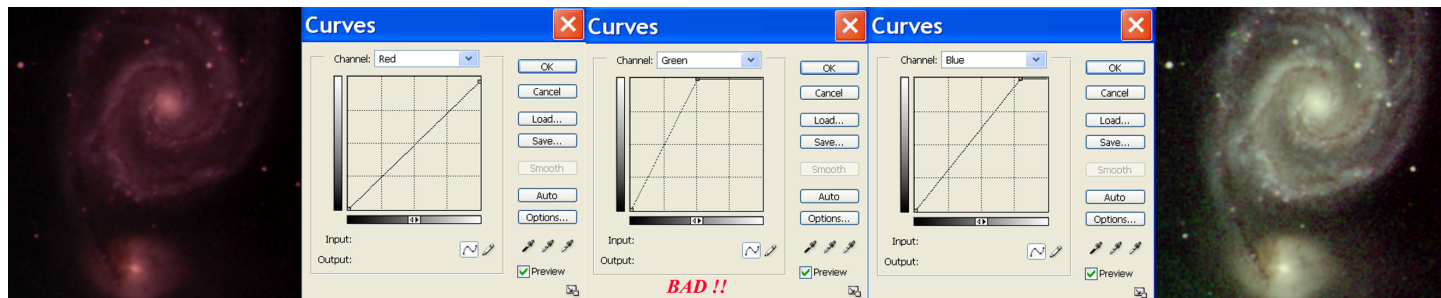 Curves
Channel: Red
OK
Cancel
Load...
Save...
Smooth
Auto
Options...
Input:
Output:
Preview
Curves
Channel: Green
OK
Cancel
Load...
Save...
Smooth
Auto
Options...
Input:
Output:
Preview
BAD !!
Curves
Channel: Blue
OK
Cancel
Load...
Save...
Smooth
Auto
Options...
Input:
Output:
Preview